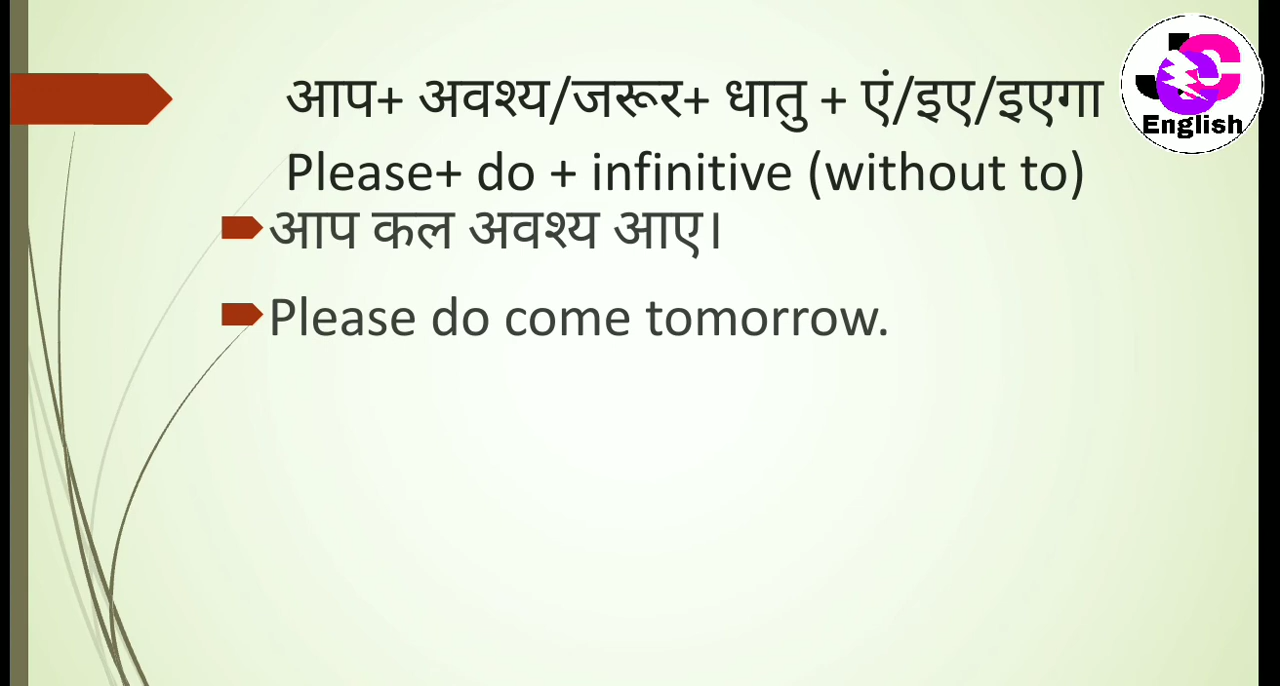 आप+ अवश्य/जरूर+ धातु + एं/इए/इएगा
Please+ do + infinitive (without to)
आप कल अवश्य आए।
Please do come tomorrow.
JC
English